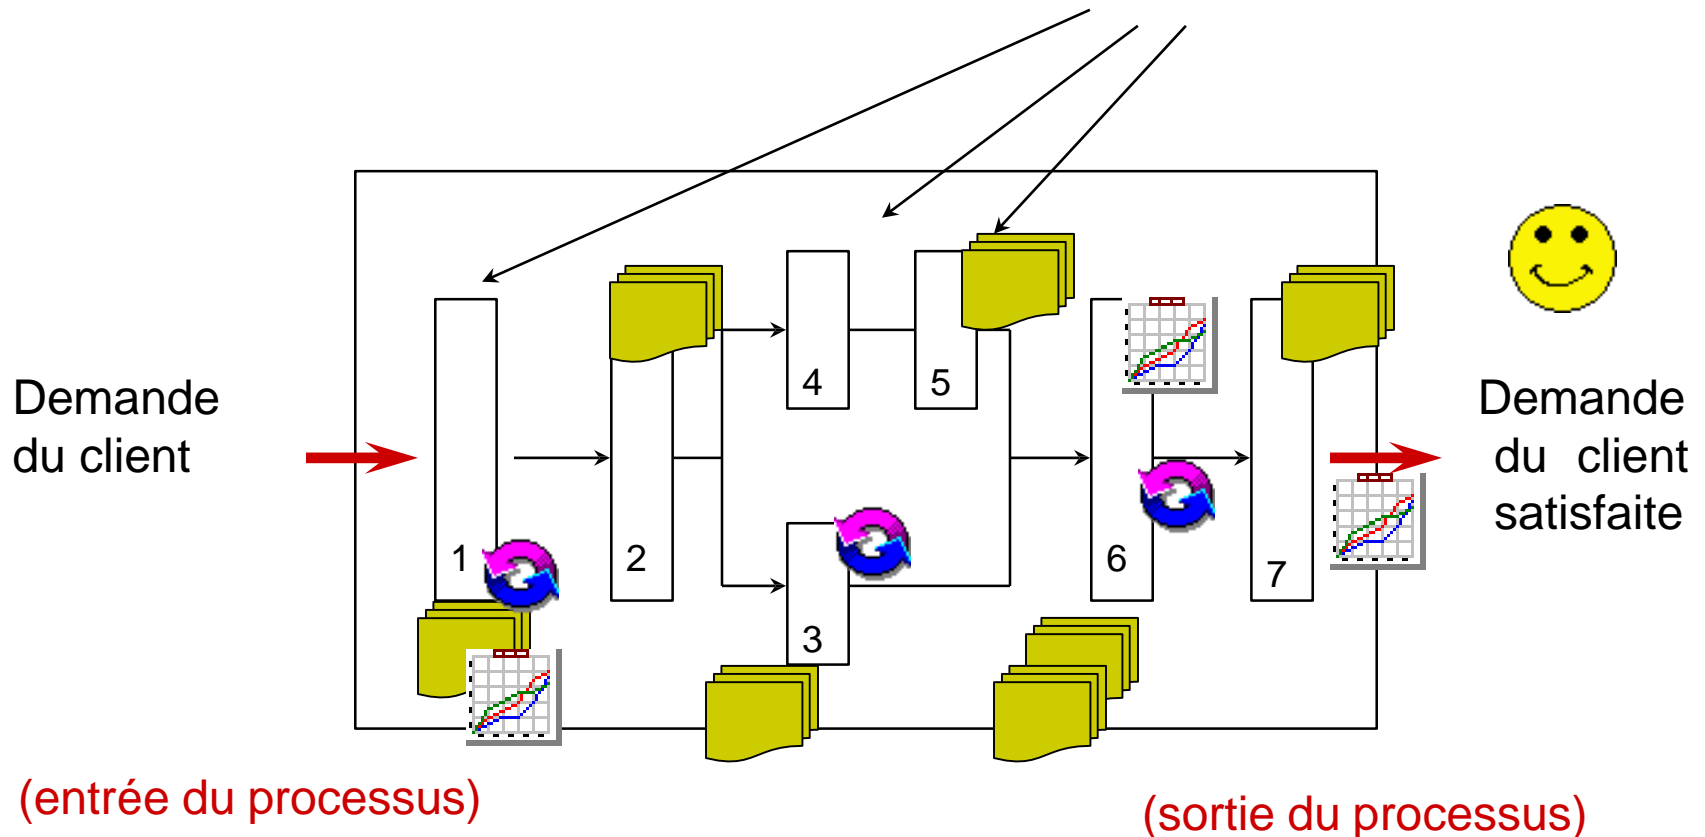 Demande
du client
4
5
1
2
3
6
7
Demande
du client
satisfaite
(entrée du processus)
(sortie du processus)